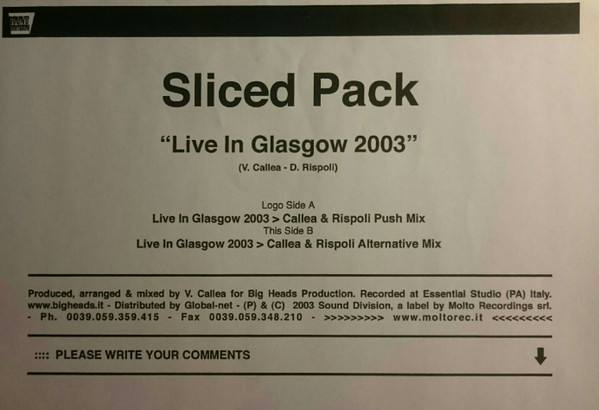 Sliced Pack
“Live In Glasgow 2003”
(V. Callea - D. Rispoli)
Logo Side A
Live In Glasgow 2003 > Callea & Rispoli Push Mix
This Side B
Live In Glasgow 2003 > Callea & Rispoli Alternative Mix
Produced, arranged & mixed by V. Callea for Big Heads Production. Recorded at Essential Studio (PA) Italy.
www.bigheads.it - Distributed by Global-net - (P) & (C) 2003 Sound Division, a label by Molto Recordings srl.
- Ph. 0039.059.359.415 - Fax 0039.059.348.210 - >>>>>>>>> www.moltorec.it <<<<<<<<<
:::: PLEASE WRITE YOUR COMMENTS